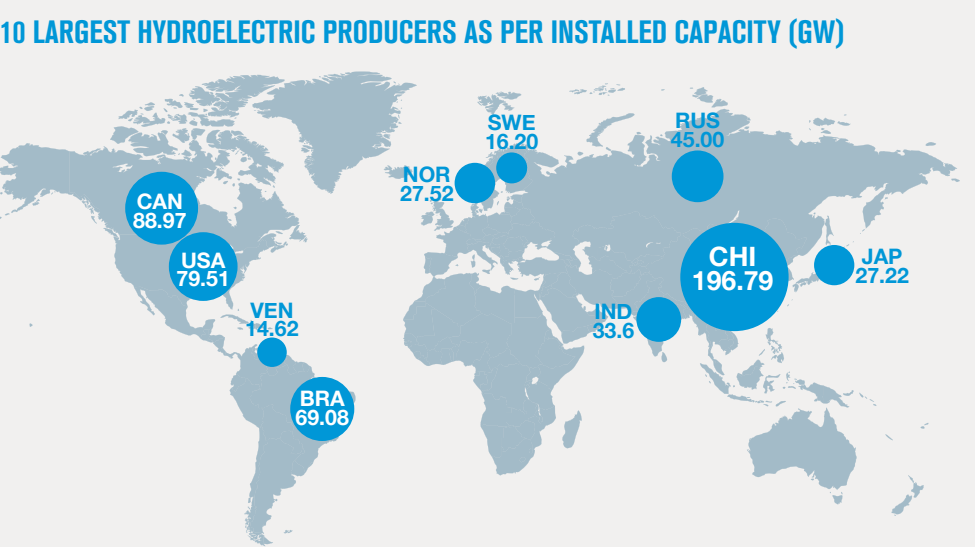 10 LARGEST HYDROELECTRIC PRODUCERS AS PER INSTALLED CAPACITY (GW)
SWE
16.20
RUS
45.00
NOR
27.52
CAN
88.97
USA
79.51
CHI
196.79
JAP
27.22
VEN
14.62
IND
33.6
BRA
69.08